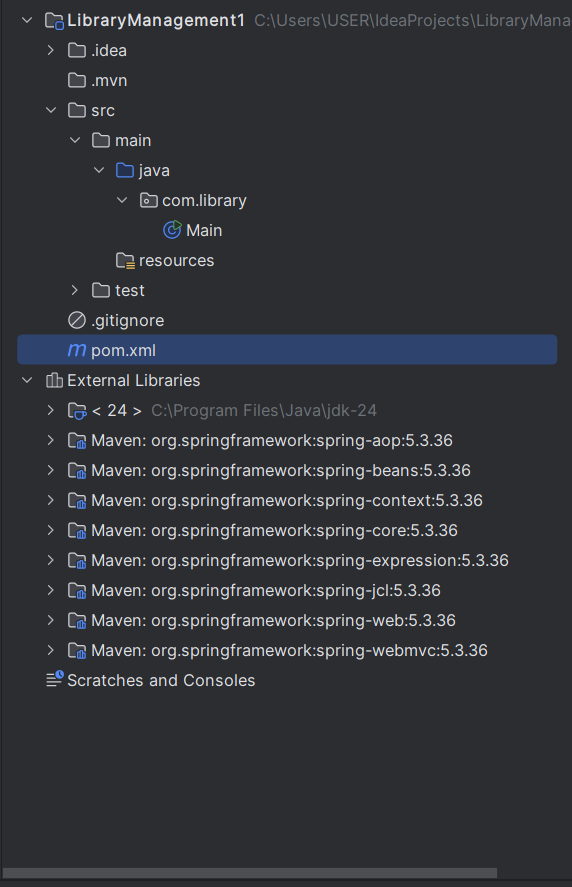 LibraryManagement1 C:\Users\USER\IdeaProjects\LibraryMana
.idea
.mvn
src
main
java
com.library
Main
resources
test
.gitignore
m pom.xml
External Libraries
< 24 > C:\Program Files\Java\jdk-24
Maven: org.springframework:spring-aop:5.3.36
Maven: org.springframework:spring-beans:5.3.36
Maven: org.springframework:spring-context:5.3.36
Maven: org.springframework:spring-core:5.3.36
Maven: org.springframework:spring-expression:5.3.36
Maven: org.springframework:spring-jcl:5.3.36
Maven: org.springframework:spring-web:5.3.36
Maven: org.springframework:spring-webmvc:5.3.36
Scratches and Consoles